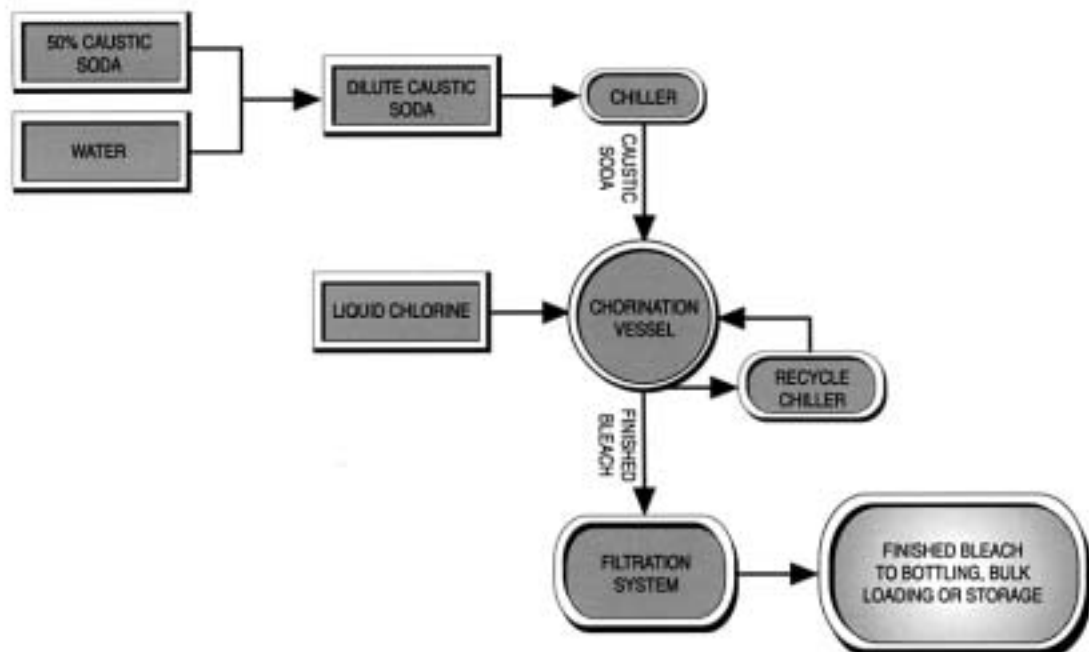 50% CAUSTIC
SODA
WATER
DILUTE CAUSTIC
SODA
CHILLER
CAUSTIC
SODA
LIQUID CHLORINE
CHORINATION
VESSEL
RECYCLE
CHILLER
FINISHED
BLEACH
FILTRATION
SYSTEM
FINISHED BLEACH
TO BOTTLING, BULK
LOADING OR STORAGE